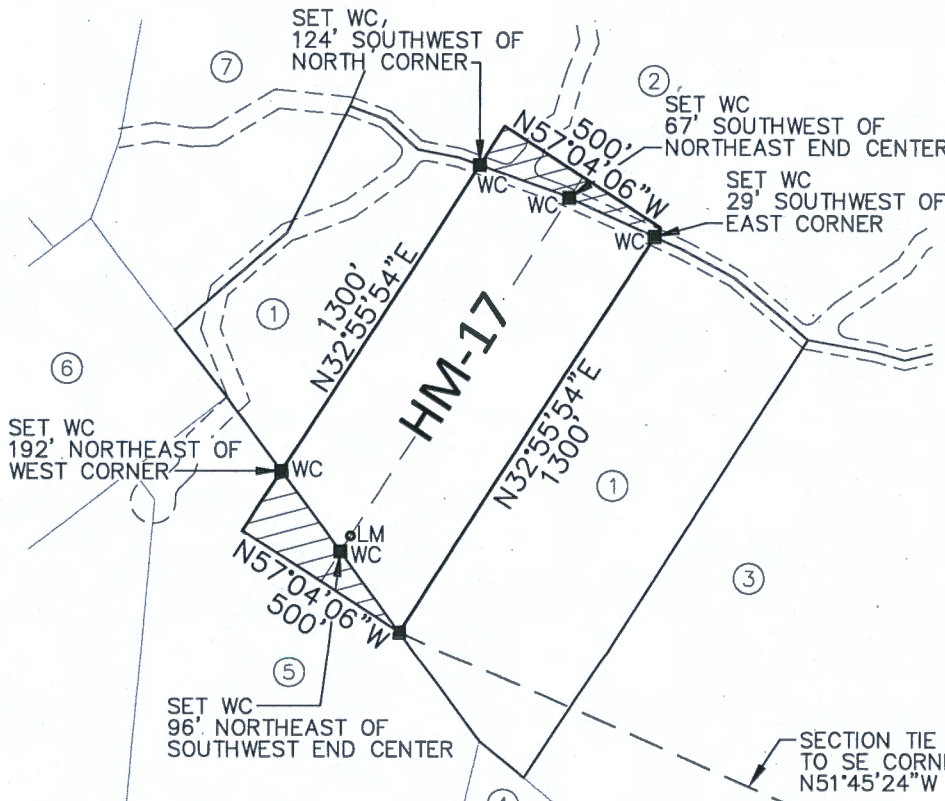 SET WC,
124' SOUTHWEST OF
NORTH CORNER
7
2
SET WC
67' SOUTHWEST OF
NORTHEAST END CENTER
500'
N57°04'06"W
SET WC
29' SOUTHWEST OF
EAST CORNER
WC
WC
WC
1
1300'
N32°55'54"E
HM-17
6
SET WC
192' NORTHEAST OF
WEST CORNER
WC
N32°55'54"E
1300'
1
LM
WC
N57°04'06"W
500'
3
5
SET WC
96' NORTHEAST OF
SOUTHWEST END CENTER
SECTION TIE
TO SE CORNE
N51°45'24"W
4